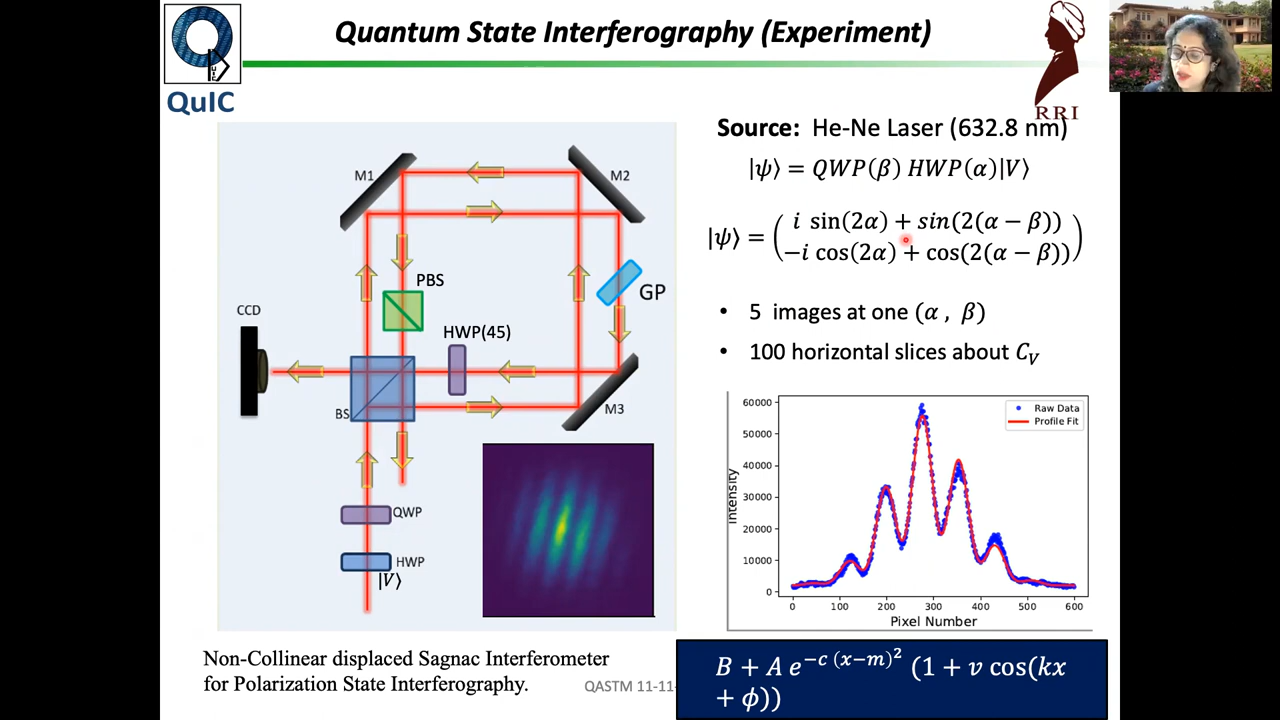 Quantum State Interferography (Experiment)
QuIC
RRI
Source: He-Ne Laser (632.8 nm)
|ψ⟩ = QWP(β) HWP(α)|V⟩
|ψ⟩ = ( i sin(2α) + sin(2(α − β))
−i cos(2α) + cos(2(α − β)) )
• 5 images at one (α , β)
• 100 horizontal slices about C_V
M1
M2
PBS
GP
CCD
HWP(45)
BS
M3
QWP
HWP
|V⟩
Raw Data
Profile Fit
Intensity
60000
50000
40000
30000
20000
10000
0
0 100 200 300 400 500 600
Pixel Number
Non-Collinear displaced Sagnac Interferometer
for Polarization State Interferography.
QASTM 11-11-
B + A e^{−c (x−m)²} (1 + v cos(kx
+ ϕ))